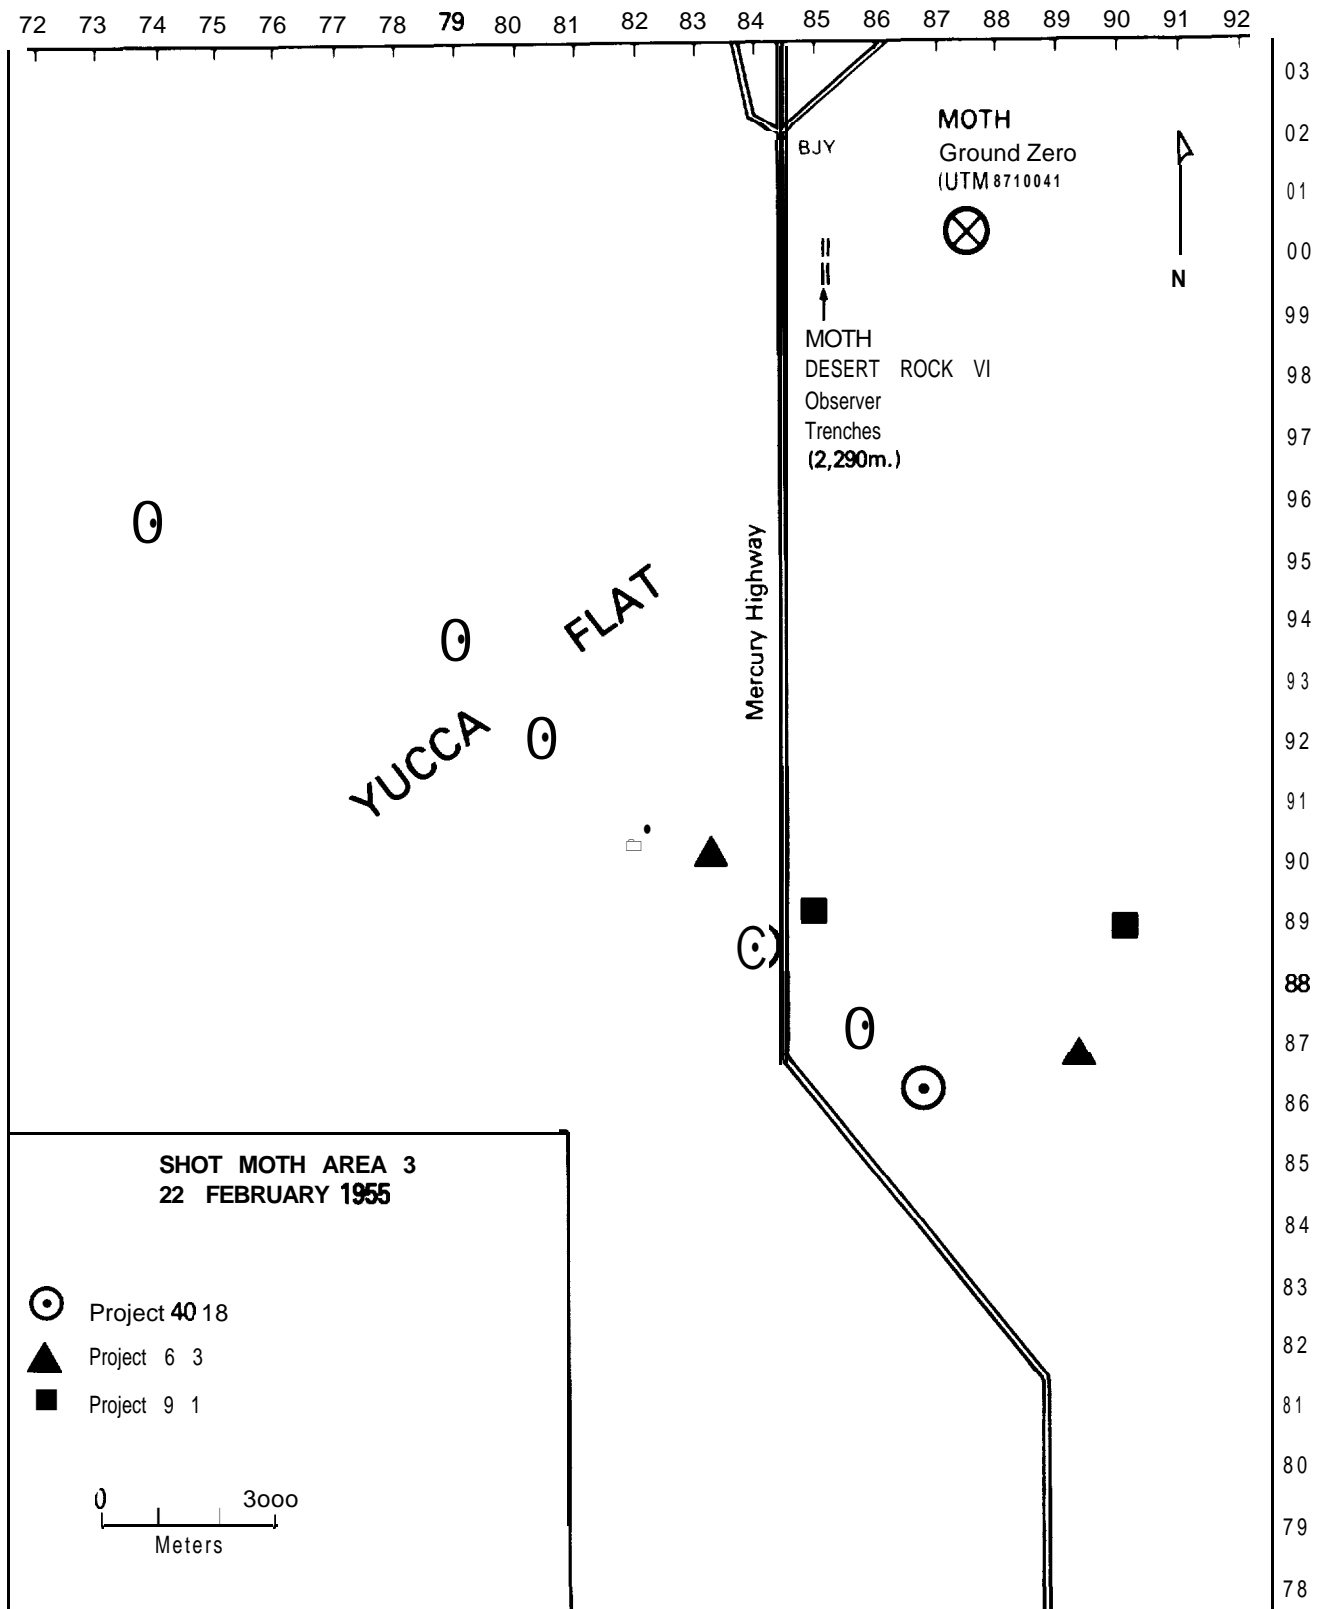 72 73 74 75 76 77 78 79 80 81 82 83 84 85 86 87 88 89 90 91 92
03
02
01
00
99
98
97
96
95
94
93
92
91
90
89
88
87
86
85
84
83
82
81
80
79
78
BJY
MOTH
Ground Zero
(UTM 8710041
N
MOTH
DESERT ROCK VI
Observer
Trenches
(2,290m.)
Mercury Highway
YUCCA FLAT
SHOT MOTH AREA 3
22 FEBRUARY 1955
Project 40 18
Project 6 3
Project 9 1
0 3ooo
Meters